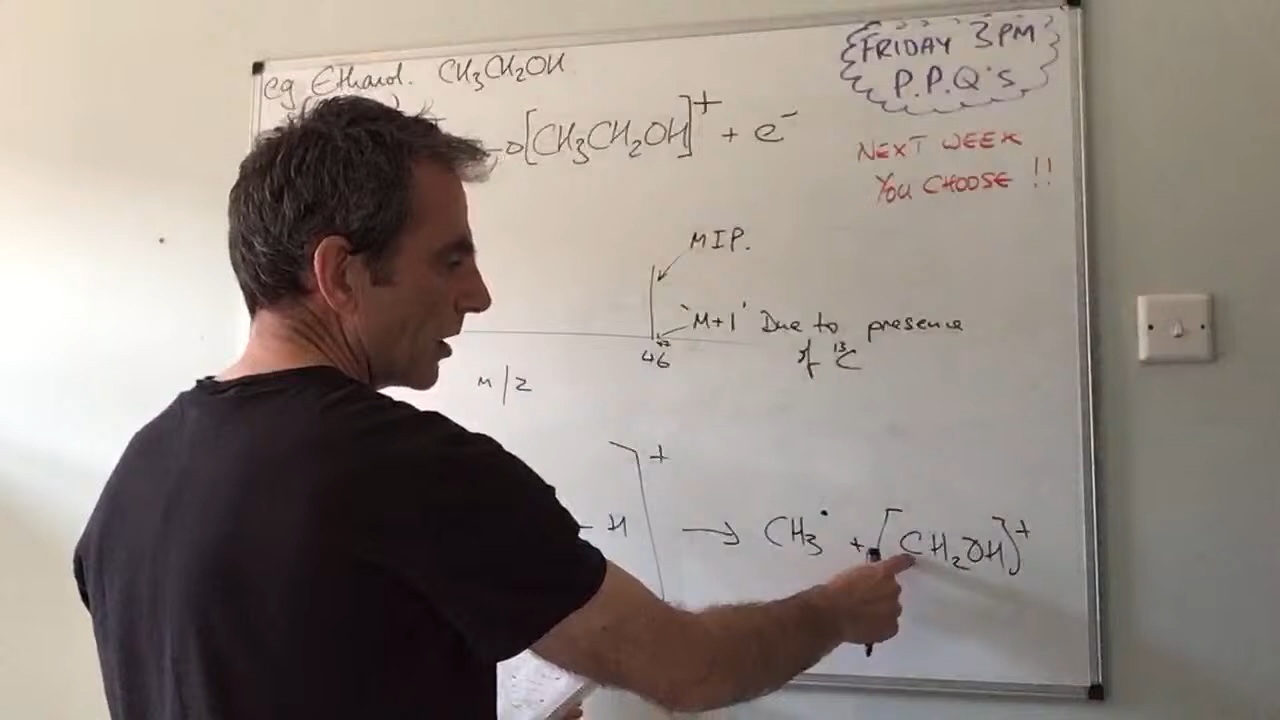 eg Ethanol. CH₃CH₂OH
[CH₃CH₂OH]⁺ + e⁻
FRIDAY 3PM
P.P.Q'S
NEXT WEEK
YOU CHOOSE !!
MIP.
'M+1' Due to presence
of ¹³C
47
46
m/z
+
- H → CH₃• + [CH₂OH]⁺